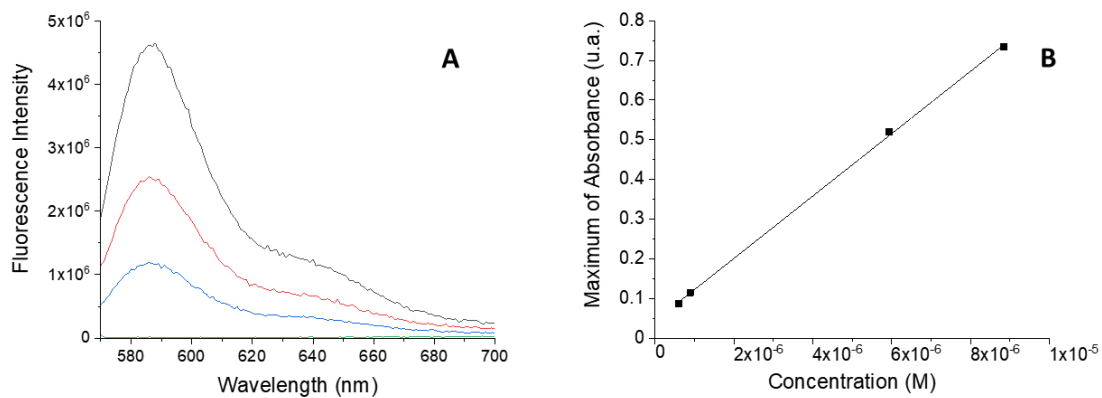 A
Fluorescence Intensity
5x10⁶
4x10⁶
3x10⁶
2x10⁶
1x10⁶
0
580 600 620 640 660 680 700
Wavelength (nm)
B
Maximum of Absorbance (u.a.)
0.8
0.7
0.6
0.5
0.4
0.3
0.2
0.1
0
0 2x10⁻⁶ 4x10⁻⁶ 6x10⁻⁶ 8x10⁻⁶ 1x10⁻⁵
Concentration (M)